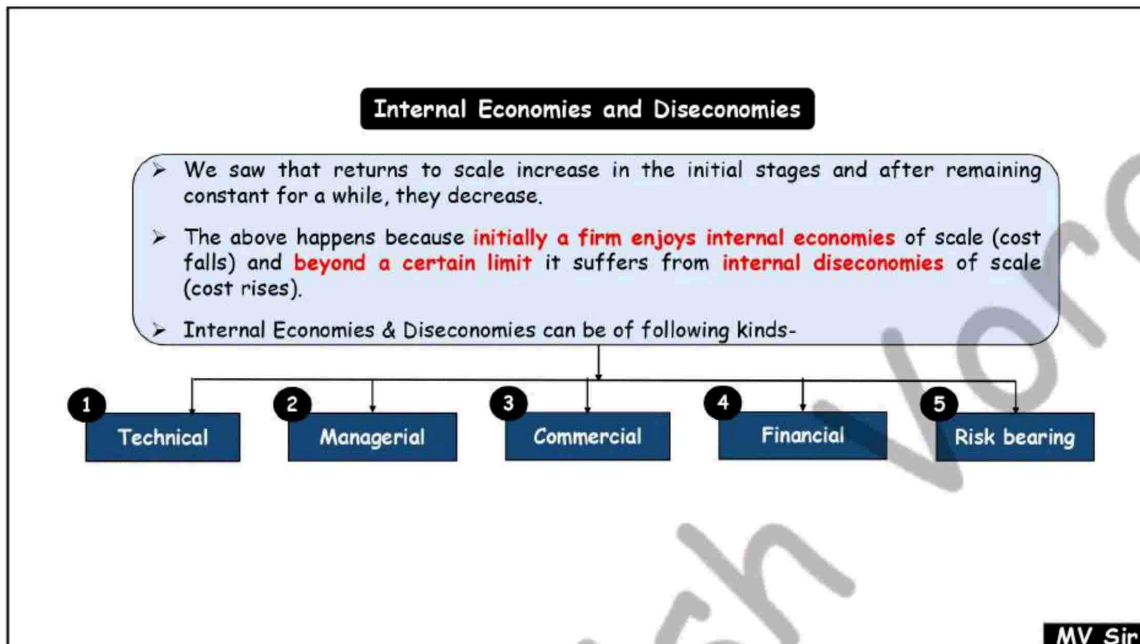 Internal Economies and Diseconomies
➢ We saw that returns to scale increase in the initial stages and after remaining
constant for a while, they decrease.
➢ The above happens because initially a firm enjoys internal economies of scale (cost
falls) and beyond a certain limit it suffers from internal diseconomies of scale
(cost rises).
➢ Internal Economies & Diseconomies can be of following kinds-
1 Technical
2 Managerial
3 Commercial
4 Financial
5 Risk bearing
MV Sir